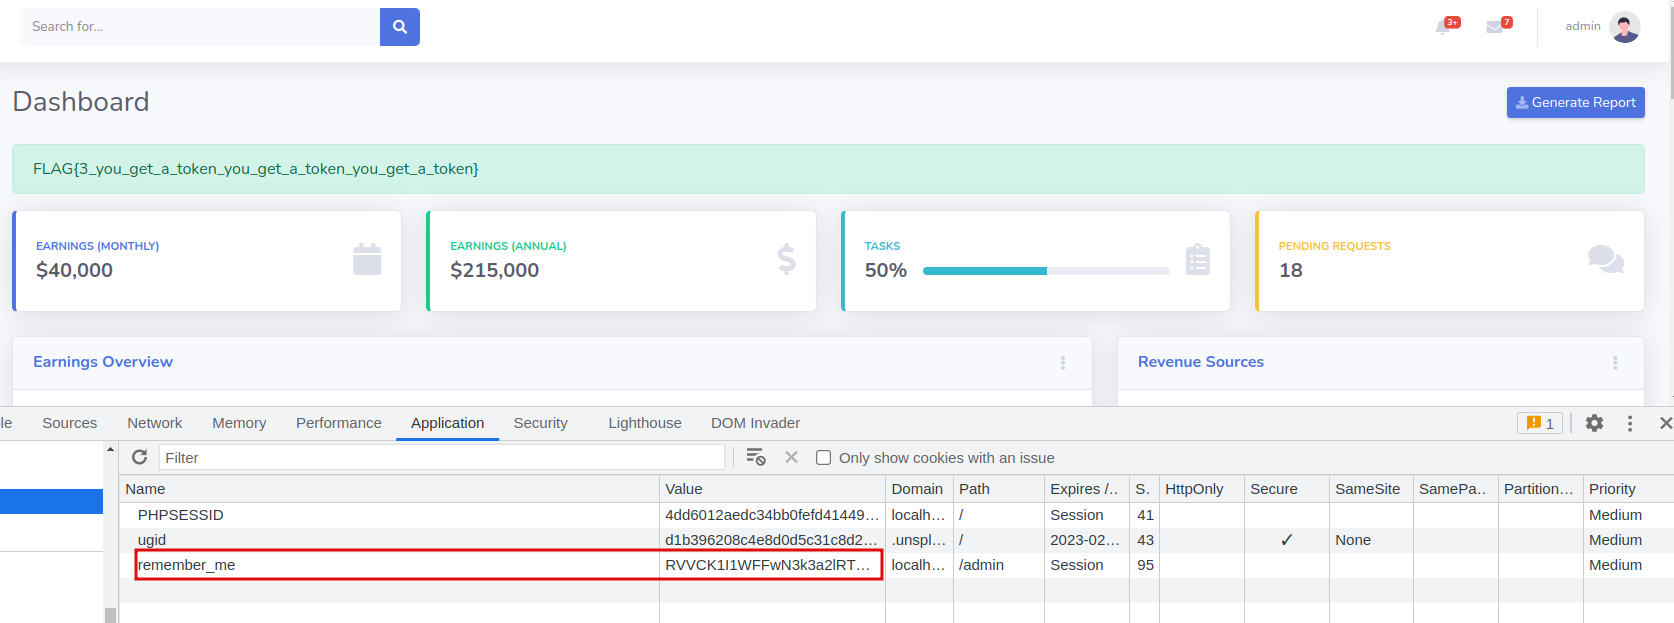 Search for...
3+
7
admin
Dashboard
Generate Report
FLAG{3_you_get_a_token_you_get_a_token_you_get_a_token}
EARNINGS (MONTHLY)
$40,000
EARNINGS (ANNUAL)
$215,000
TASKS
50%
PENDING REQUESTS
18
Earnings Overview
Revenue Sources
le Sources Network Memory Performance Application Security Lighthouse DOM Invader 1
Filter Only show cookies with an issue
Name Value Domain Path Expires /.. S. HttpOnly Secure SameSite SamePa... Partition... Priority
PHPSESSID 4dd6012aedc34bb0fefd41449... localh... / Session 41 Medium
ugid d1b396208c4e8d0d5c31c8d2... .unspl... / 2023-02... 43 ✓ None Medium
remember_me RVVCK1I1WFFwN3k3a2lRT... localh... /admin Session 95 Medium